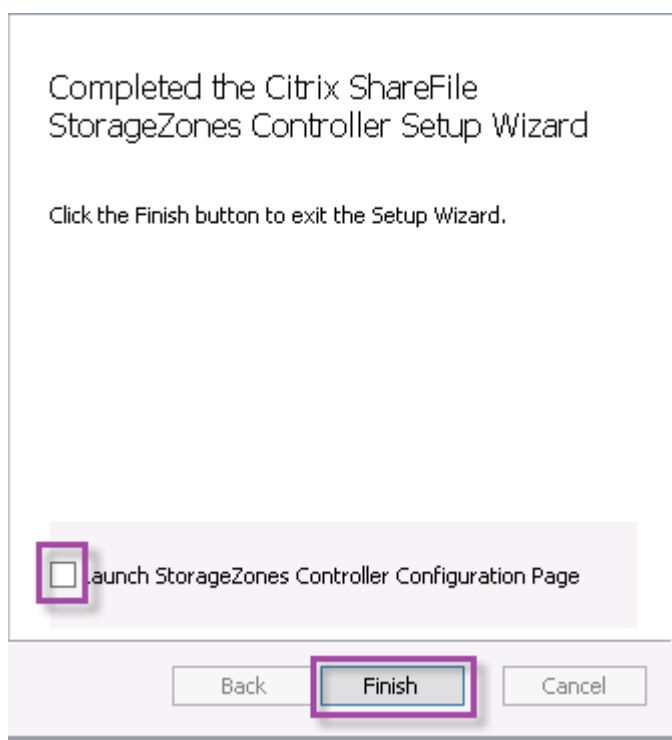 Completed the Citrix ShareFile
StorageZones Controller Setup Wizard
Click the Finish button to exit the Setup Wizard.
Launch StorageZones Controller Configuration Page
Back Finish Cancel